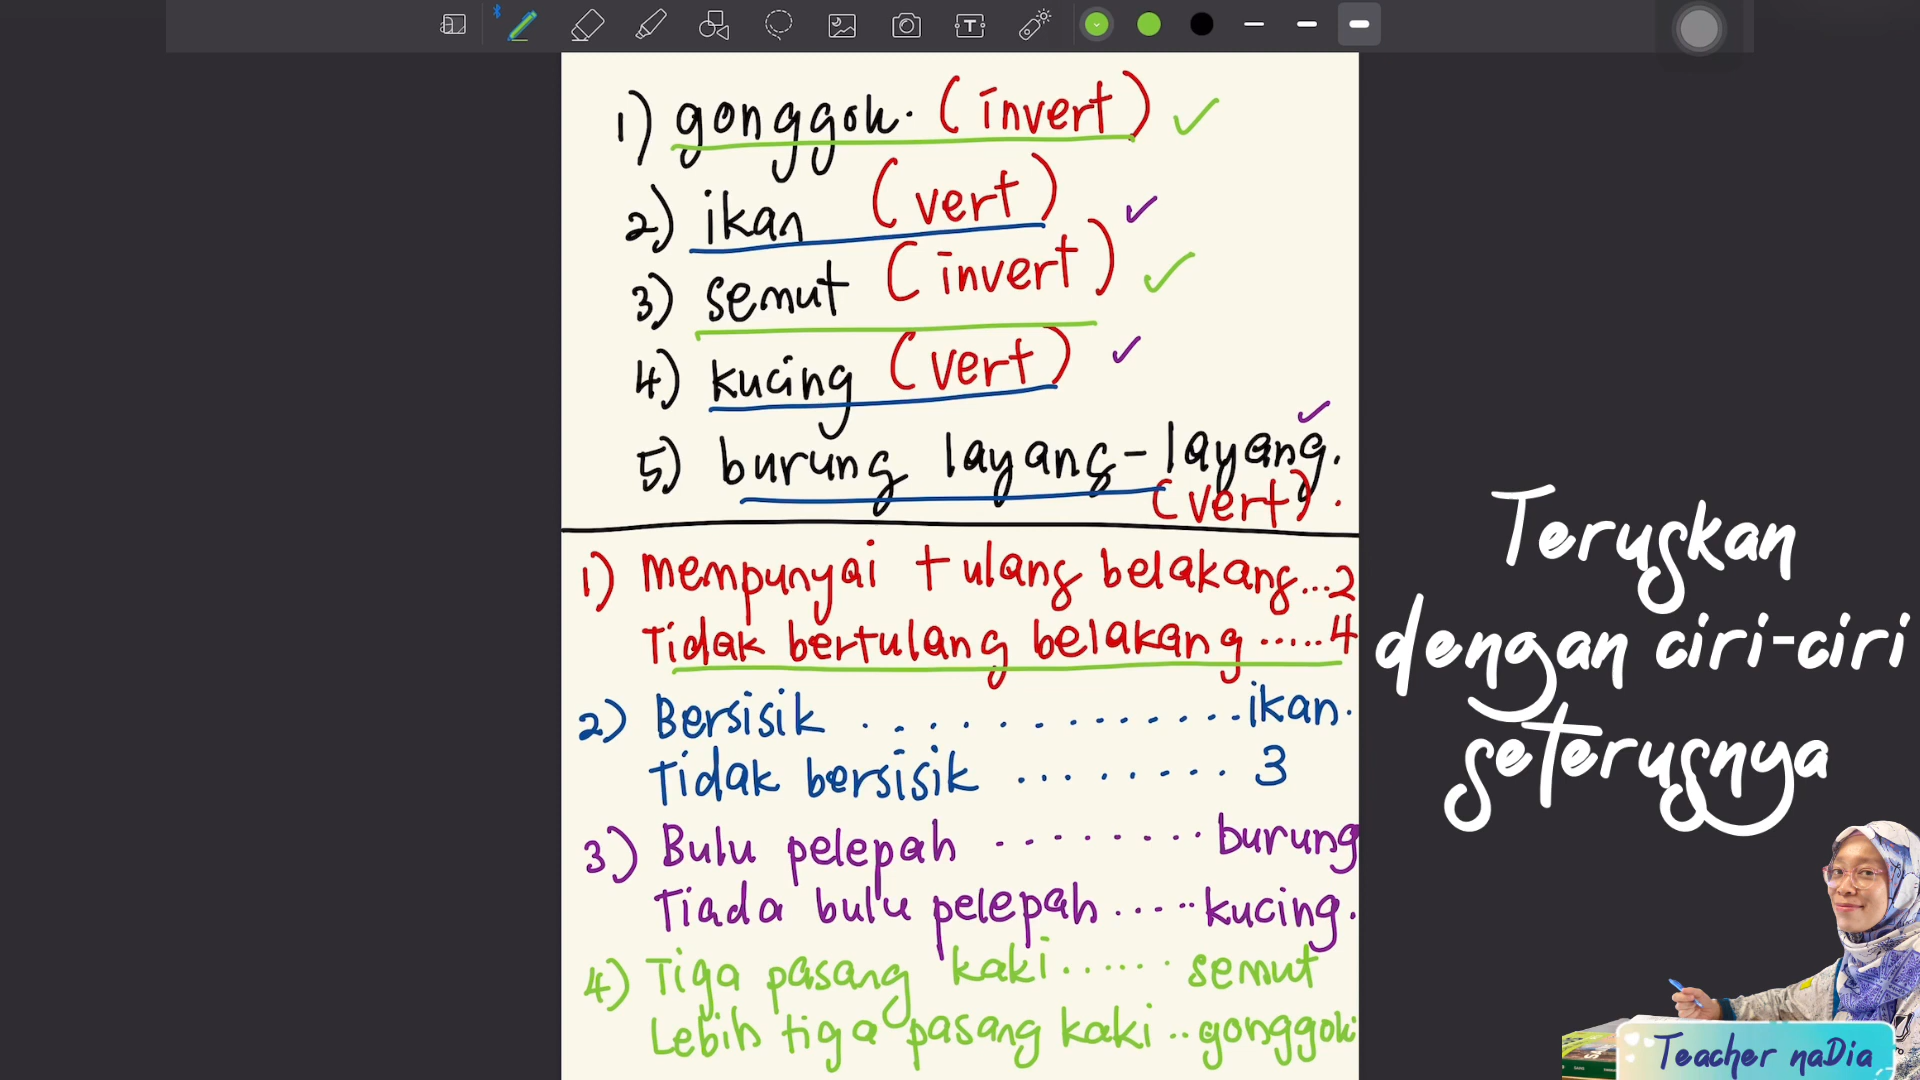 1) gonggok. (invert) ✓
2) ikan (vert) ✓
3) semut (invert) ✓
4) kucing (vert) ✓
5) burung layang-layang. ✓
(vert).
1) mempunyai tulang belakang...2
Tidak bertulang belakang.....4
2) Bersisik ..............ikan.
Tidak bersisik ........ 3
3) Bulu pelepah ........ burung
Tiada bulu pelepah ..... kucing.
4) Tiga pasang kaki ...... semut
Lebih tiga pasang kaki .. gonggok
Teruskan
dengan ciri-ciri
seterusnya
Teacher naDia